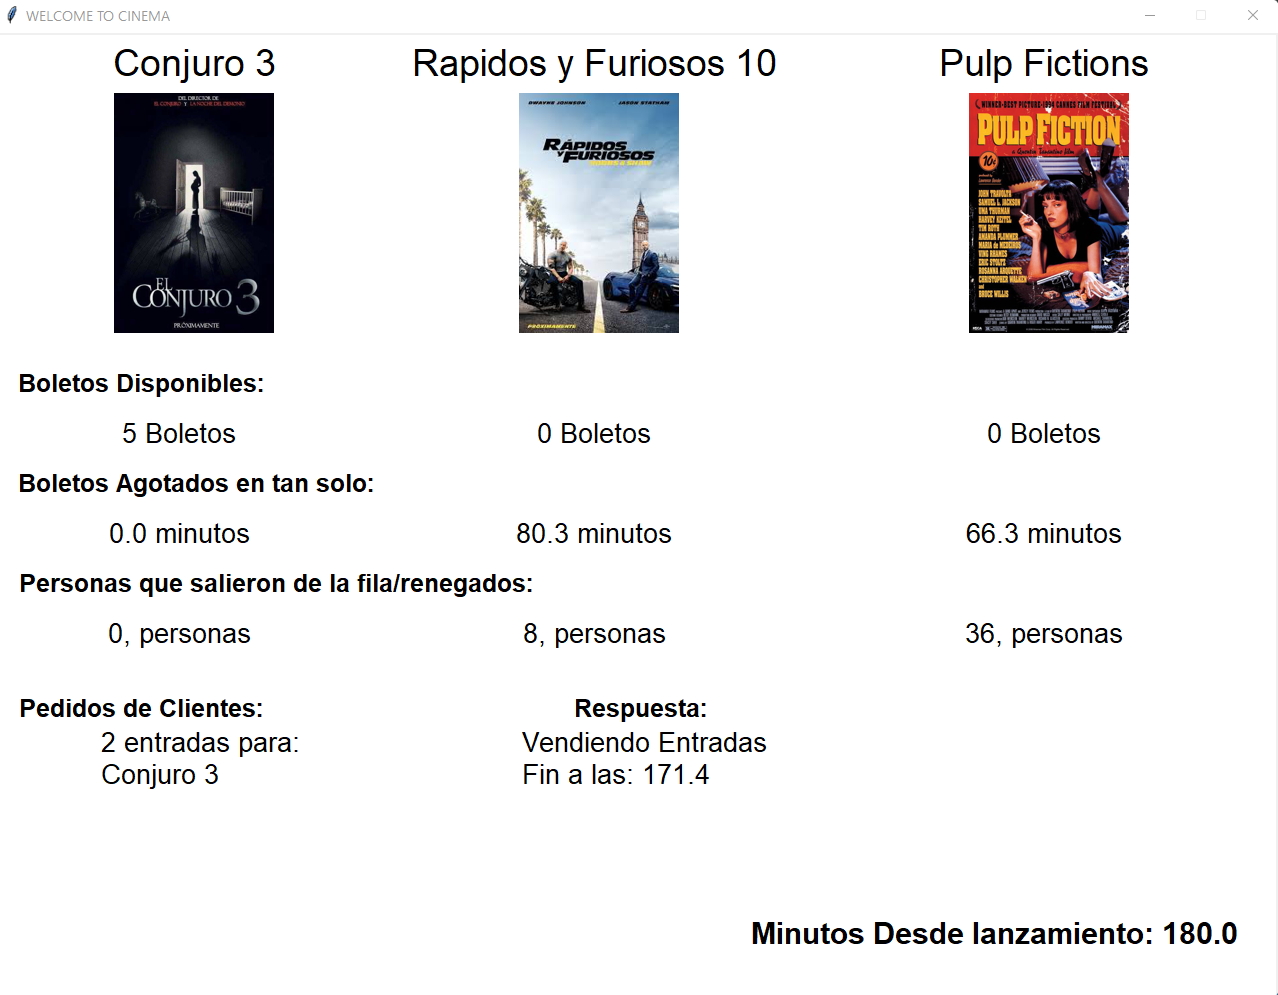 WELCOME TO CINEMA
Conjuro 3
Rapidos y Furiosos 10
Pulp Fictions
DEL DIRECTOR DE
EL CONJURO Y LA NOCHE DEL DEMONIO
EL
CONJURO 3
PRÓXIMAMENTE
DWAYNE JOHNSON JASON STATHAM
RÁPIDOS
Y FURIOSOS
PRÓXIMAMENTE
WINNER-BEST PICTURE-1994 CANNES FILM FESTIVAL
PULP FICTION
a Quentin Tarantino film
10¢
JOHN TRAVOLTA
SAMUEL L. JACKSON
UMA THURMAN
HARVEY KEITEL
TIM ROTH
AMANDA PLUMMER
MARIA de MEDEIROS
VING RHAMES
ERIC STOLTZ
ROSANNA ARQUETTE
CHRISTOPHER WALKEN
and
BRUCE WILLIS
MIRAMAX
Boletos Disponibles:
5 Boletos
0 Boletos
0 Boletos
Boletos Agotados en tan solo:
0.0 minutos
80.3 minutos
66.3 minutos
Personas que salieron de la fila/renegados:
0, personas
8, personas
36, personas
Pedidos de Clientes:
Respuesta:
2 entradas para:
Vendiendo Entradas
Conjuro 3
Fin a las: 171.4
Minutos Desde lanzamiento: 180.0